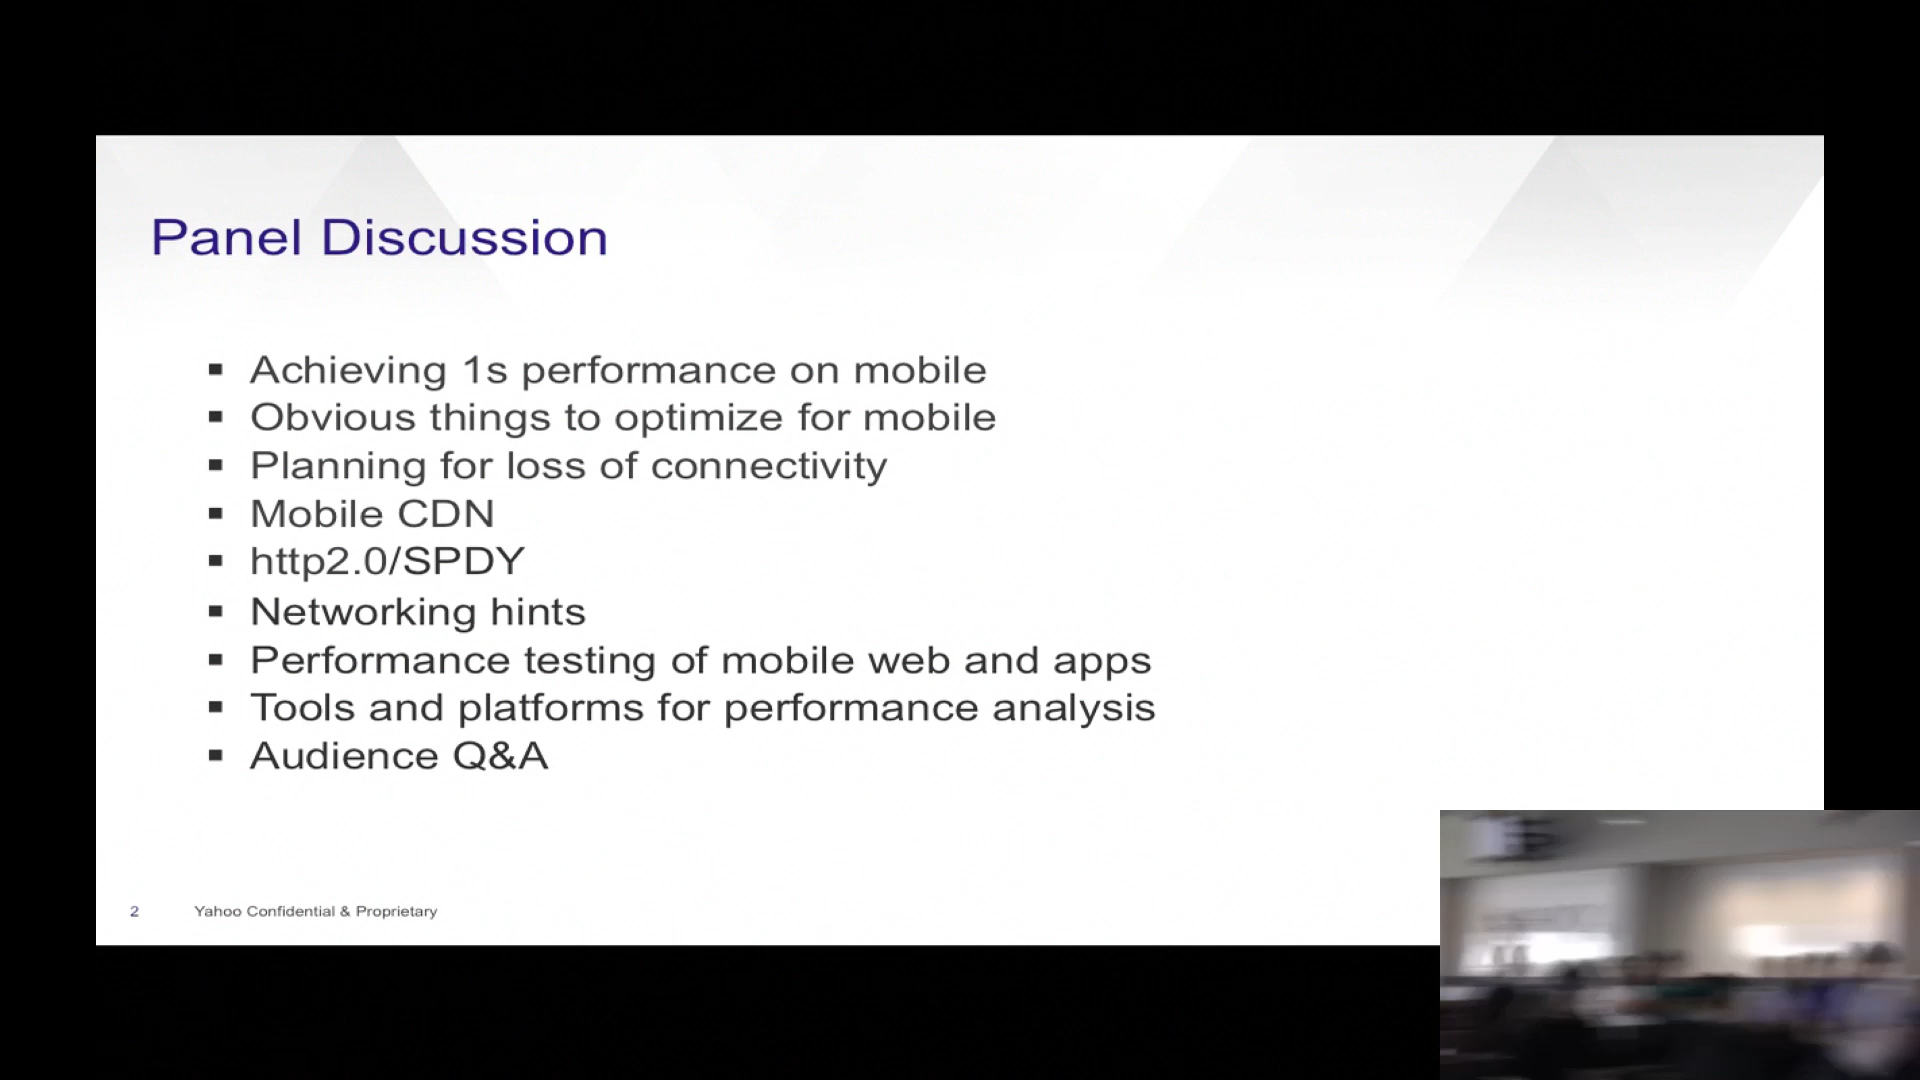 Panel Discussion
▪ Achieving 1s performance on mobile
▪ Obvious things to optimize for mobile
▪ Planning for loss of connectivity
▪ Mobile CDN
▪ http2.0/SPDY
▪ Networking hints
▪ Performance testing of mobile web and apps
▪ Tools and platforms for performance analysis
▪ Audience Q&A
2 Yahoo Confidential & Proprietary